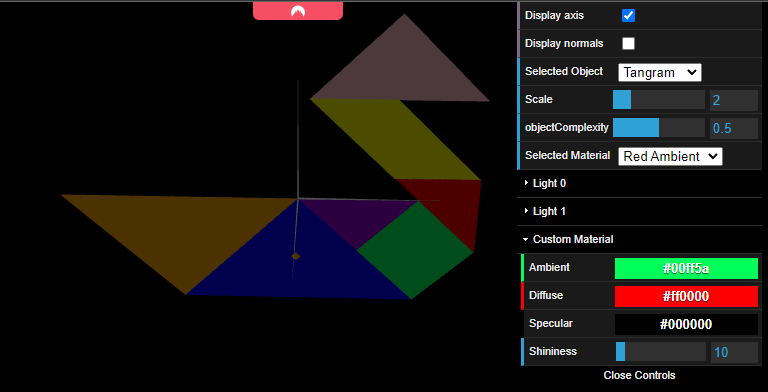 Display axis
Display normals
Selected Object Tangram
Scale 2
objectComplexity 0.5
Selected Material Red Ambient
Light 0
Light 1
Custom Material
Ambient #00ff5a
Diffuse #ff0000
Specular #000000
Shininess 10
Close Controls